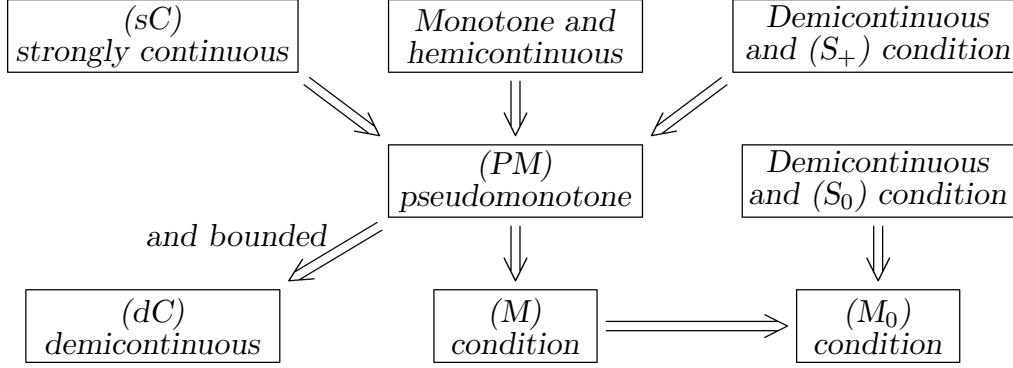 (sC)
strongly continuous
Monotone and
hemicontinuous
Demicontinuous
and (S₊) condition
(PM)
pseudomonotone
Demicontinuous
and (S₀) condition
and bounded
(dC)
demicontinuous
(M)
condition
(M₀)
condition